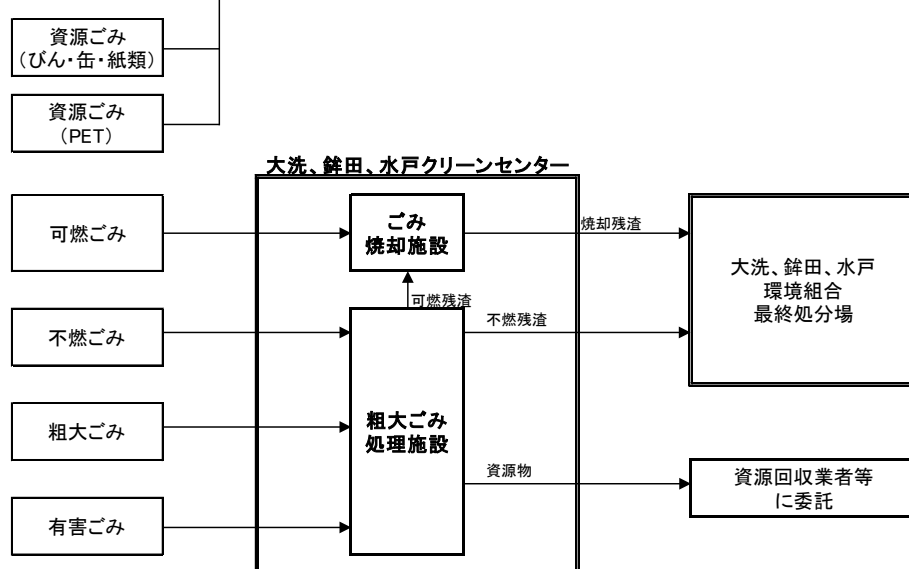 資源ごみ
(びん・缶・紙類)
資源ごみ
(PET)
大洗、鉾田、水戸クリーンセンター
可燃ごみ
ごみ
焼却施設
焼却残渣
大洗、鉾田、水戸
環境組合
最終処分場
可燃残渣
不燃ごみ
不燃残渣
粗大ごみ
粗大ごみ
処理施設
資源物
資源回収業者等
に委託
有害ごみ